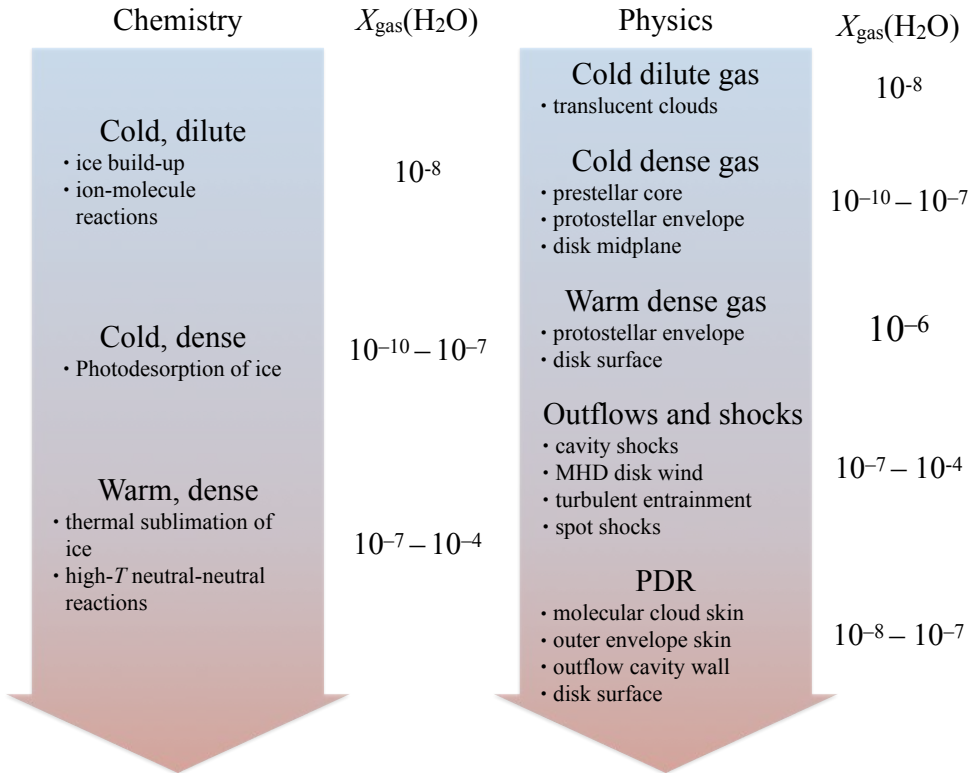 Chemistry
X_gas(H₂O)
Cold, dilute
· ice build-up
· ion-molecule
reactions
10⁻⁸
Cold, dense
· Photodesorption of ice
10⁻¹⁰ – 10⁻⁷
Warm, dense
· thermal sublimation of
ice
· high-T neutral-neutral
reactions
10⁻⁷ – 10⁻⁴
Physics
X_gas(H₂O)
Cold dilute gas
· translucent clouds
10⁻⁸
Cold dense gas
· prestellar core
· protostellar envelope
· disk midplane
10⁻¹⁰ – 10⁻⁷
Warm dense gas
· protostellar envelope
· disk surface
10⁻⁶
Outflows and shocks
· cavity shocks
· MHD disk wind
· turbulent entrainment
· spot shocks
10⁻⁷ – 10⁻⁴
PDR
· molecular cloud skin
· outer envelope skin
· outflow cavity wall
· disk surface
10⁻⁸ – 10⁻⁷